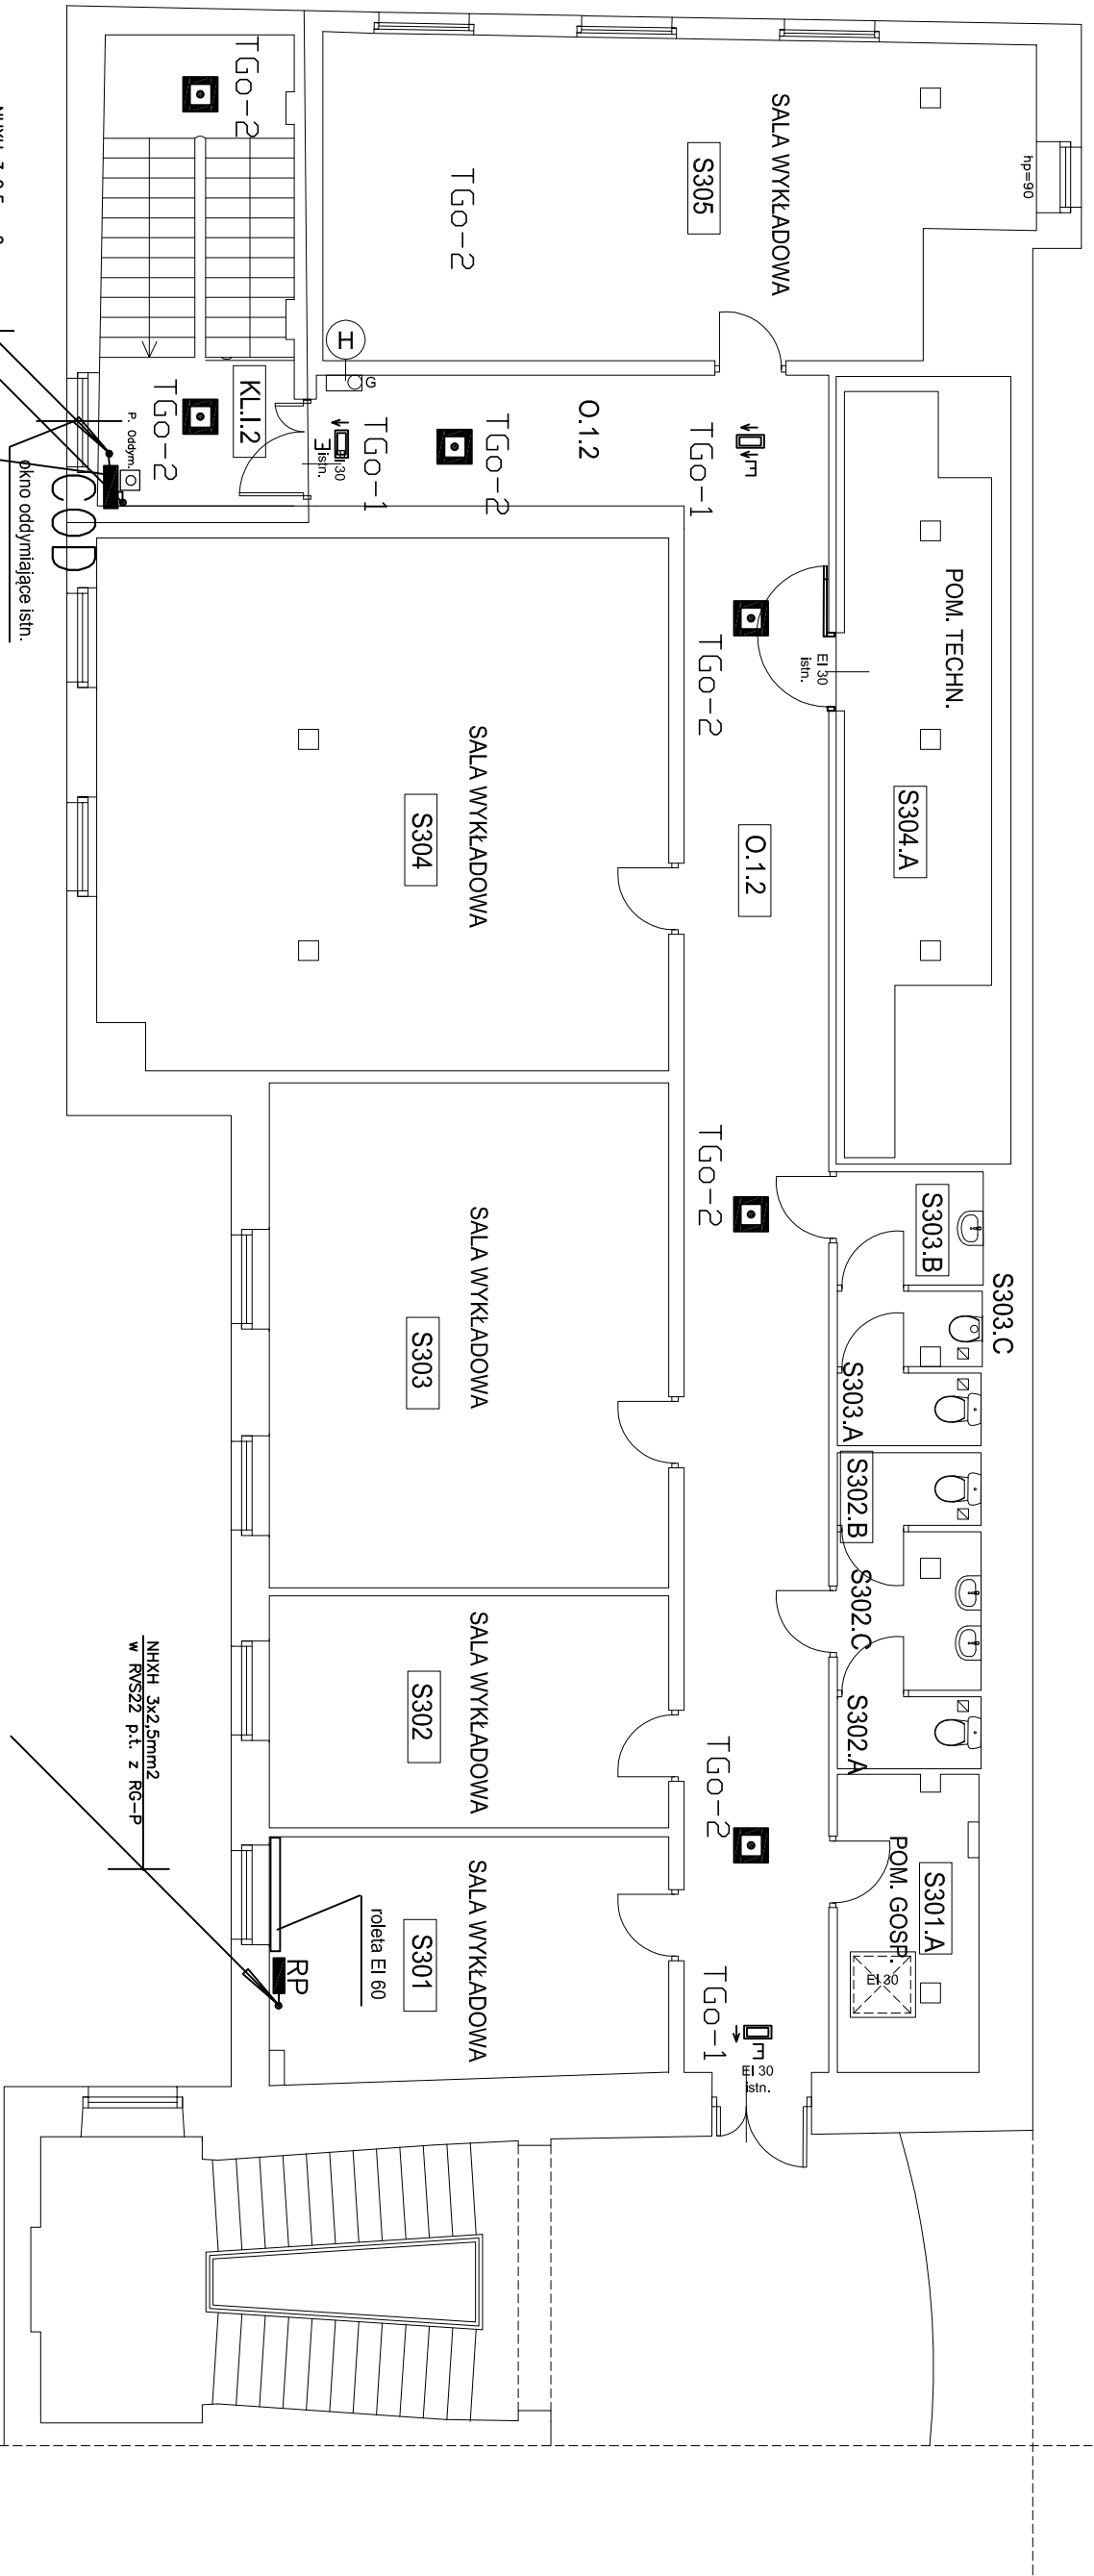 hp=90
SALA WYKŁADOWA
S305
TGo-2
TGo-2
H
G
KL.I.2
TGo-2
P. Oddym.
COD
okno oddymiające istn.
EI 30
istn.
TGo-1
TGo-2
O.1.2
TGo-1
E
POM. TECHN.
EI 30
istn.
TGo-2
S304.A
O.1.2
SALA WYKŁADOWA
S304
TGo-2
S303.B
S303.C
S303.A
SALA WYKŁADOWA
S303
S302.B
S302.C
S302.A
SALA WYKŁADOWA
S302
TGo-2
NHXH 3x2,5mm2
w RVS22 p.t. z RG-P
S301.A
POM. GOSP.
EI 30
SALA WYKŁADOWA
S301
roleta EI 60
RP
TGo-1
E
EI 30
istn.